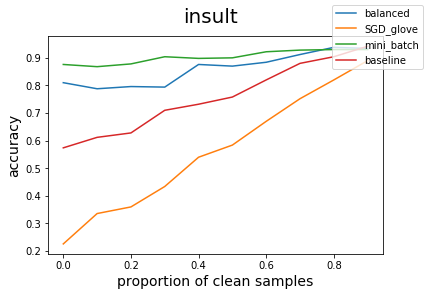 insult
balanced
SGD_glove
mini_batch
baseline
accuracy
0.9
0.8
0.7
0.6
0.5
0.4
0.3
0.2
0.0
0.2
0.4
0.6
0.8
proportion of clean samples